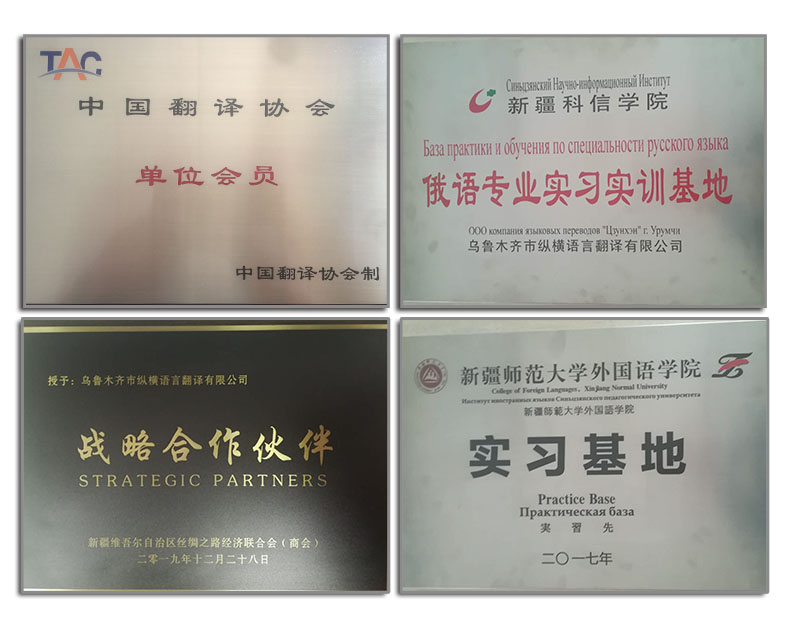 TAC
中国翻译协会
单位会员
中国翻译协会制
Синьцзянский Научно-информационный Институт
新疆科信学院
База практики и обучения по специальности русского языка
俄语专业实习实训基地
ООО компания языковых переводов "Цзунхэн" г. Урумчи
乌鲁木齐市纵横语言翻译有限公司
授予：乌鲁木齐市纵横语言翻译有限公司
战略合作伙伴
STRATEGIC PARTNERS
新疆维吾尔自治区丝绸之路经济联合会（商会）
二零一九年十二月二十八日
新疆师范大学外国语学院
College of Foreign Languages, Xinjiang Normal University
Институт иностранных языков Синьцзянского педагогического университета
新疆師範大学外国語学院
实习基地
Practice Base
Практическая база
実習先
二〇一七年